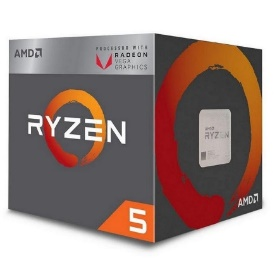 AMD
PROCESSOR WITH
RADEON
VEGA
GRAPHICS
RYZEN
5
AMD